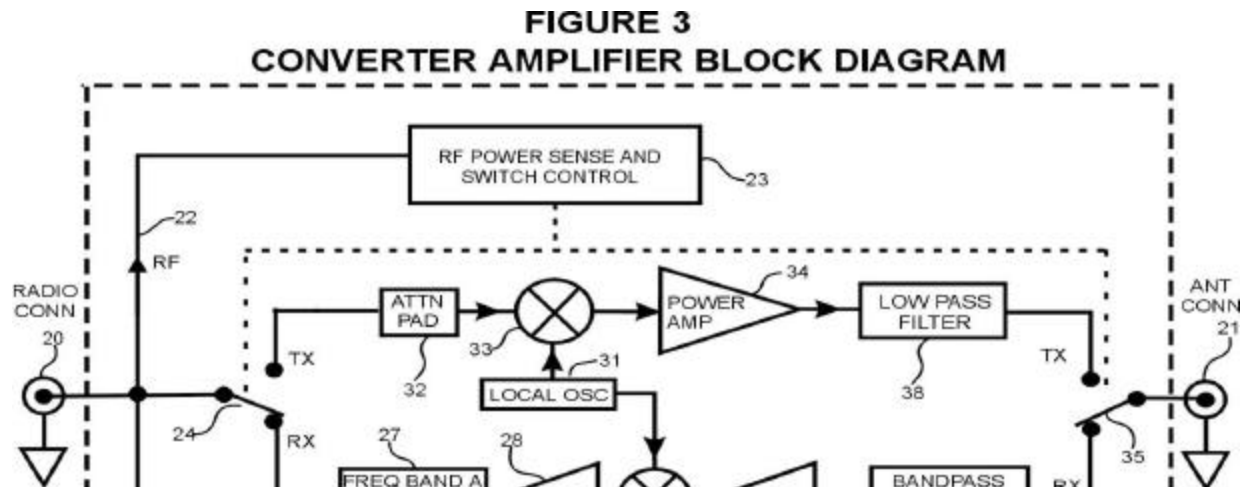 FIGURE 3
CONVERTER AMPLIFIER BLOCK DIAGRAM
RF POWER SENSE AND
SWITCH CONTROL
23
22
RF
RADIO
CONN
20
ATTN
PAD
32
33
31
LOCAL OSC
POWER
AMP
34
LOW PASS
FILTER
38
ANT
CONN
21
TX
TX
24
RX
27
FREQ BAND A
28
BANDPASS
RX
35